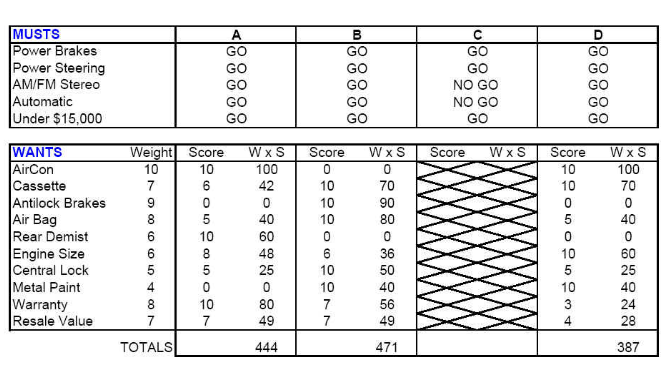 MUSTS A B C D
Power Brakes GO GO GO GO
Power Steering GO GO GO GO
AM/FM Stereo GO GO NO GO GO
Automatic GO GO NO GO GO
Under $15,000 GO GO GO GO
WANTS Weight Score W x S Score W x S Score W x S Score W x S
AirCon 10 10 100 0 0 10 100
Cassette 7 6 42 10 70 10 70
Antilock Brakes 9 0 0 10 90 0 0
Air Bag 8 5 40 10 80 5 40
Rear Demist 6 10 60 0 0 0 0
Engine Size 6 8 48 6 36 10 60
Central Lock 5 5 25 10 50 5 25
Metal Paint 4 0 0 10 40 10 40
Warranty 8 10 80 7 56 3 24
Resale Value 7 7 49 7 49 4 28
TOTALS 444 471 387